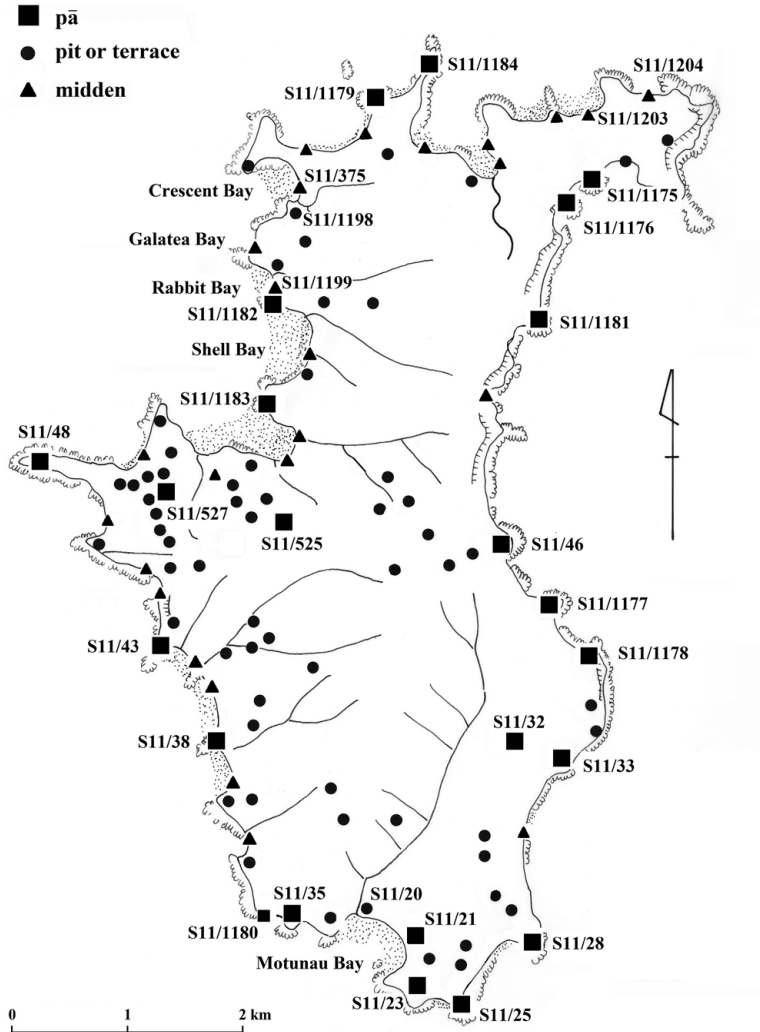 pā
pit or terrace
midden
S11/1184
S11/1204
S11/1179
S11/1203
S11/375
Crescent Bay
S11/1175
S11/1198
S11/1176
Galatea Bay
S11/1199
Rabbit Bay
S11/1182
S11/1181
Shell Bay
S11/1183
S11/48
S11/527
S11/525
S11/46
S11/1177
S11/43
S11/1178
S11/32
S11/38
S11/33
S11/35
S11/20
S11/21
S11/1180
S11/28
Motunau Bay
S11/23
S11/25
0 1 2 km